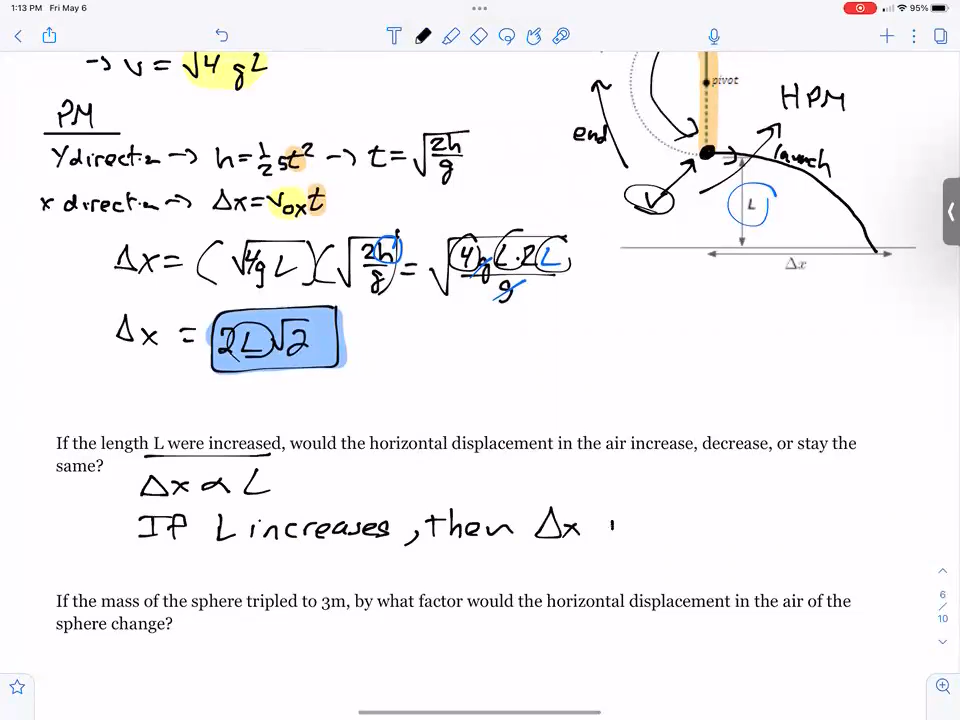 1:13 PM Fri May 6
95%
→ v = √4gL
pivot
HPM
PM
end
Y direction → h = ½ gt² → t = √2h/g
launch
V
x direction → Δx = v₀ₓt
L
Δx = (√4gL)(√2h/g) = √4gL·2L/g
Δx
Δx = 2L√2
If the length L were increased, would the horizontal displacement in the air increase, decrease, or stay the
same?
Δx ∝ L
If L increases, then Δx
If the mass of the sphere tripled to 3m, by what factor would the horizontal displacement in the air of the
sphere change?
6
/
10